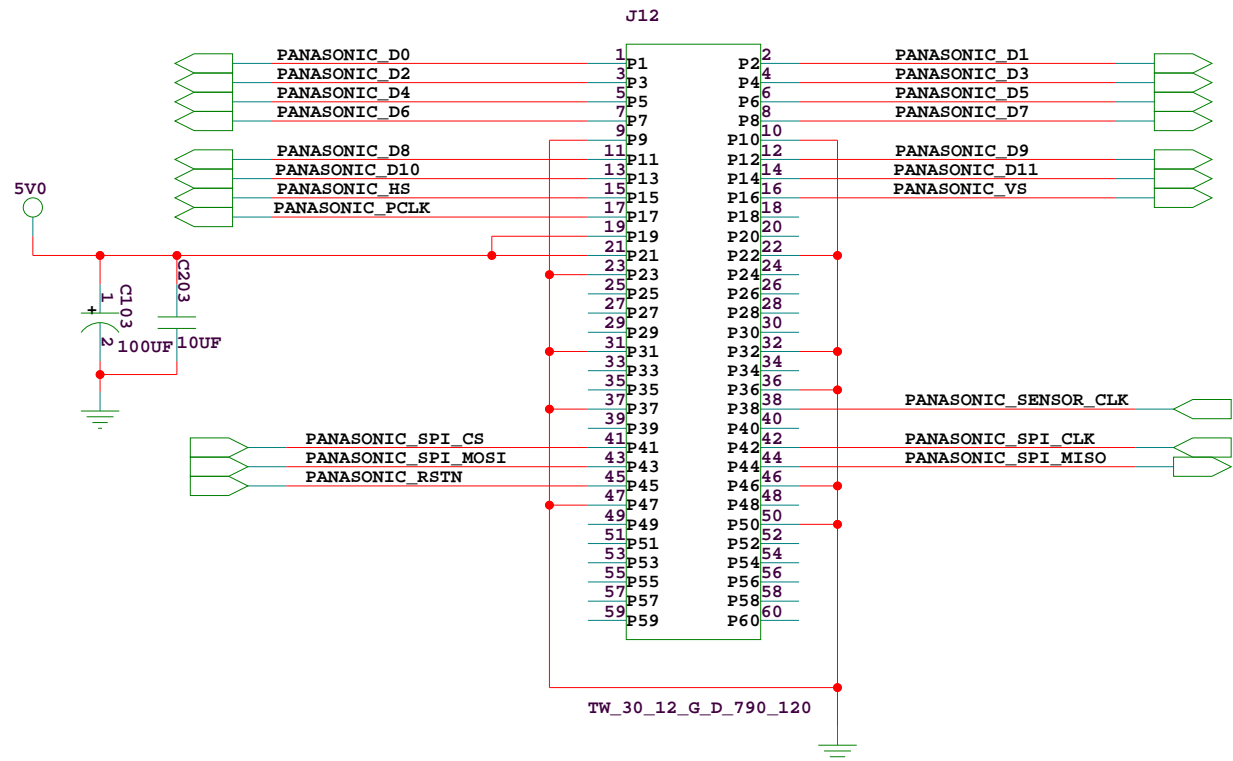 J12
PANASONIC_D0 1 P1 P2 2 PANASONIC_D1
PANASONIC_D2 3 P3 P4 4 PANASONIC_D3
PANASONIC_D4 5 P5 P6 6 PANASONIC_D5
PANASONIC_D6 7 P7 P8 8 PANASONIC_D7
9 P9 P10 10
PANASONIC_D8 11 P11 P12 12 PANASONIC_D9
PANASONIC_D10 13 P13 P14 14 PANASONIC_D11
5V0 PANASONIC_HS 15 P15 P16 16 PANASONIC_VS
PANASONIC_PCLK 17 P17 P18 18
19 P19 P20 20
21 P21 P22 22
23 P23 P24 24
25 P25 P26 26
27 P27 P28 28
29 P29 P30 30
31 P31 P32 32
33 P33 P34 34
35 P35 P36 36
37 P37 P38 38 PANASONIC_SENSOR_CLK
39 P39 P40 40
PANASONIC_SPI_CS 41 P41 P42 42 PANASONIC_SPI_CLK
PANASONIC_SPI_MOSI 43 P43 P44 44 PANASONIC_SPI_MISO
PANASONIC_RSTN 45 P45 P46 46
47 P47 P48 48
49 P49 P50 50
51 P51 P52 52
53 P53 P54 54
55 P55 P56 56
57 P57 P58 58
59 P59 P60 60
C203
C103
1
+
2
100UF 10UF
TW_30_12_G_D_790_120